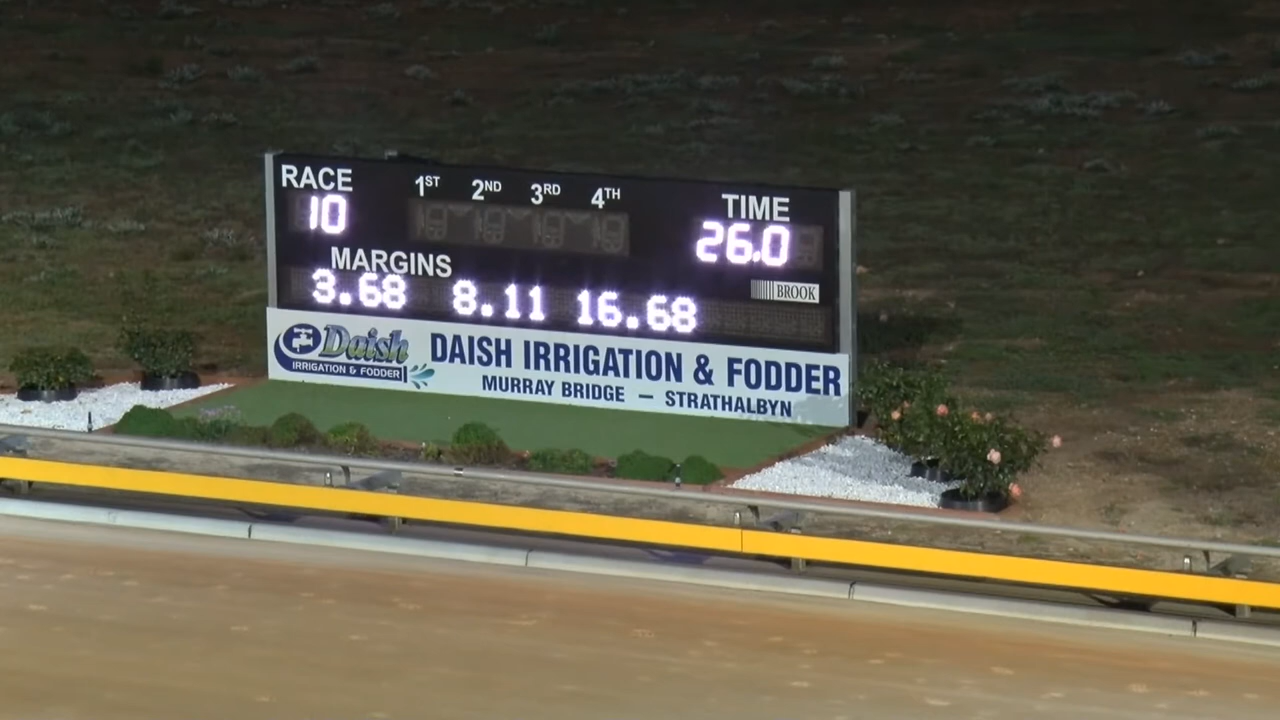 RACE 1ST 2ND 3RD 4TH TIME
10 26.0
MARGINS
3.68 8.11 16.68
BROOK
Daish
IRRIGATION & FODDER
DAISH IRRIGATION & FODDER
MURRAY BRIDGE – STRATHALBYN